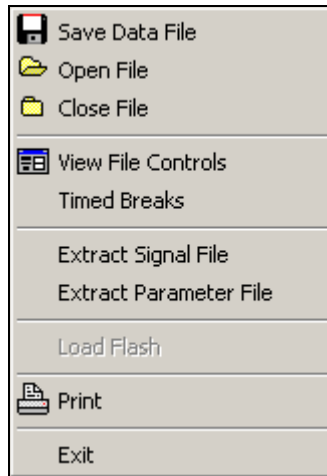 Save Data File
Open File
Close File
View File Controls
Timed Breaks
Extract Signal File
Extract Parameter File
Load Flash
Print
Exit